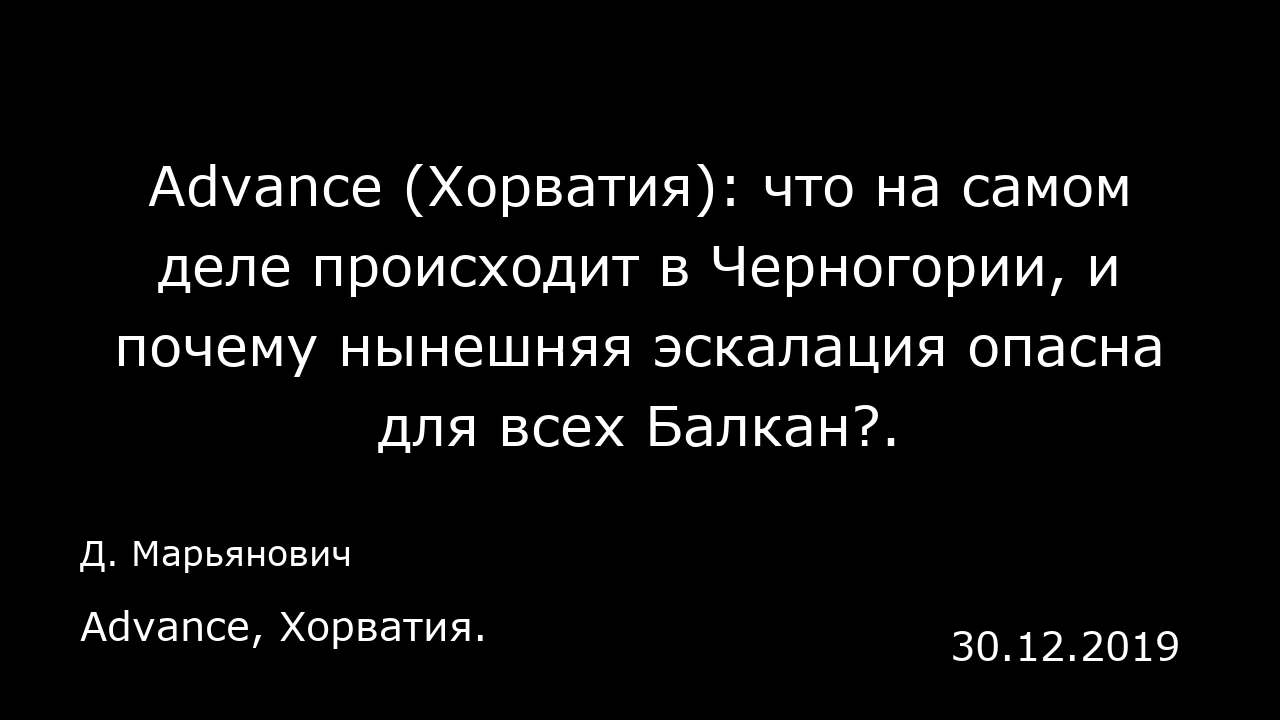 Advance (Хорватия): что на самом
деле происходит в Черногории, и
почему нынешняя эскалация опасна
для всех Балкан?.
Д. Марьянович
Advance, Хорватия.
30.12.2019